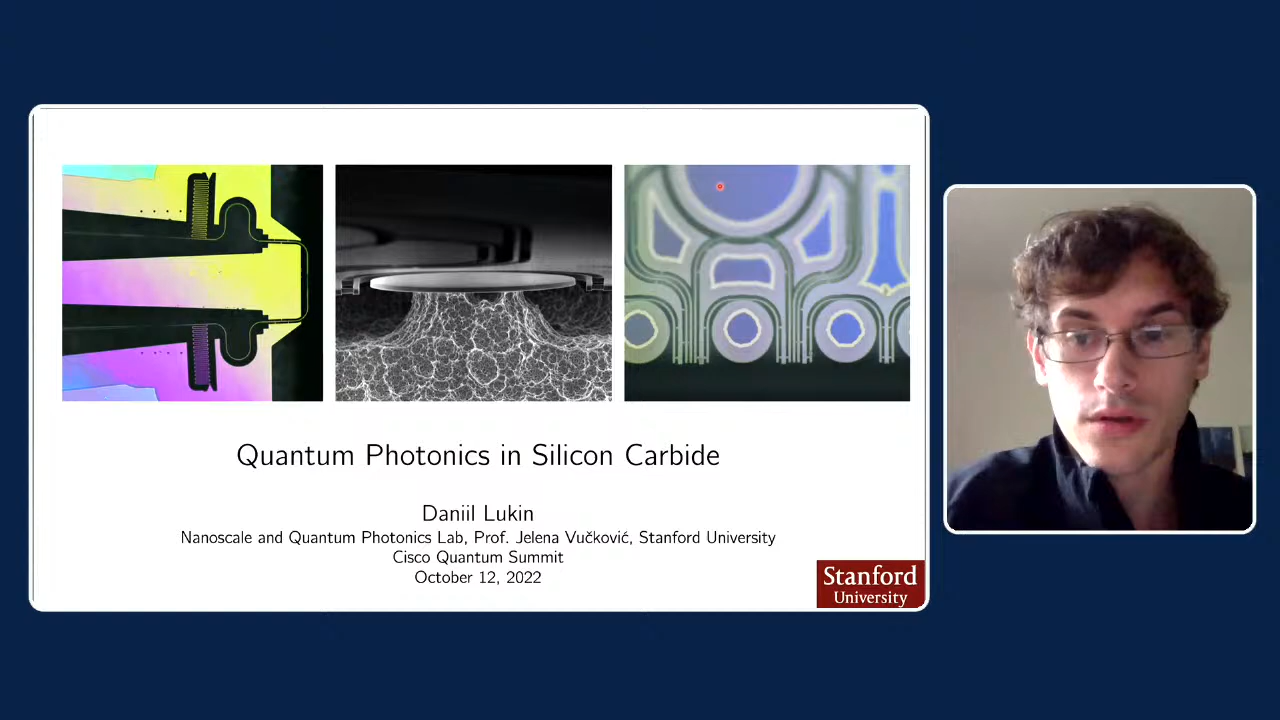 Quantum Photonics in Silicon Carbide
Daniil Lukin
Nanoscale and Quantum Photonics Lab, Prof. Jelena Vučković, Stanford University
Cisco Quantum Summit
October 12, 2022
Stanford
University